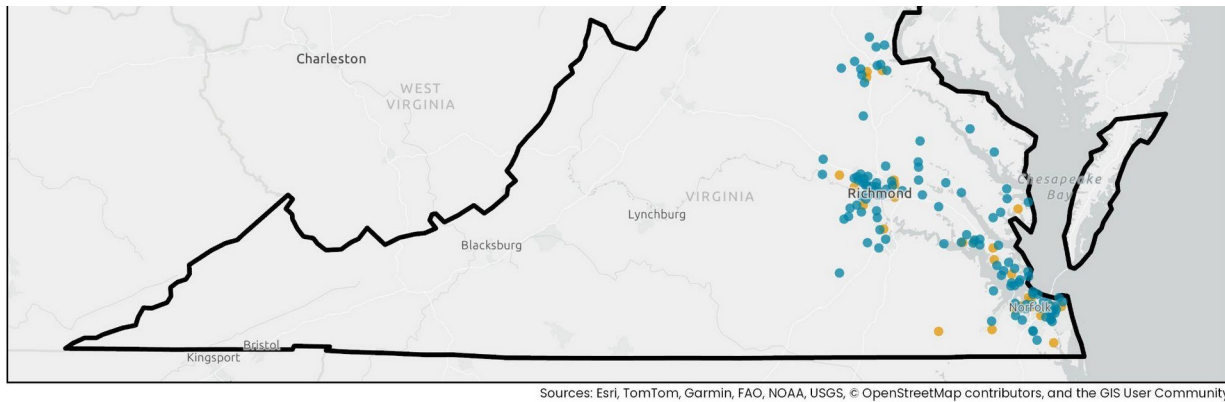 Charleston
WEST
VIRGINIA
VIRGINIA
Chesapeake
Bay
Richmond
Lynchburg
Blacksburg
Norfolk
Bristol
Kingsport
Sources: Esri, TomTom, Garmin, FAO, NOAA, USGS, © OpenStreetMap contributors, and the GIS User Community